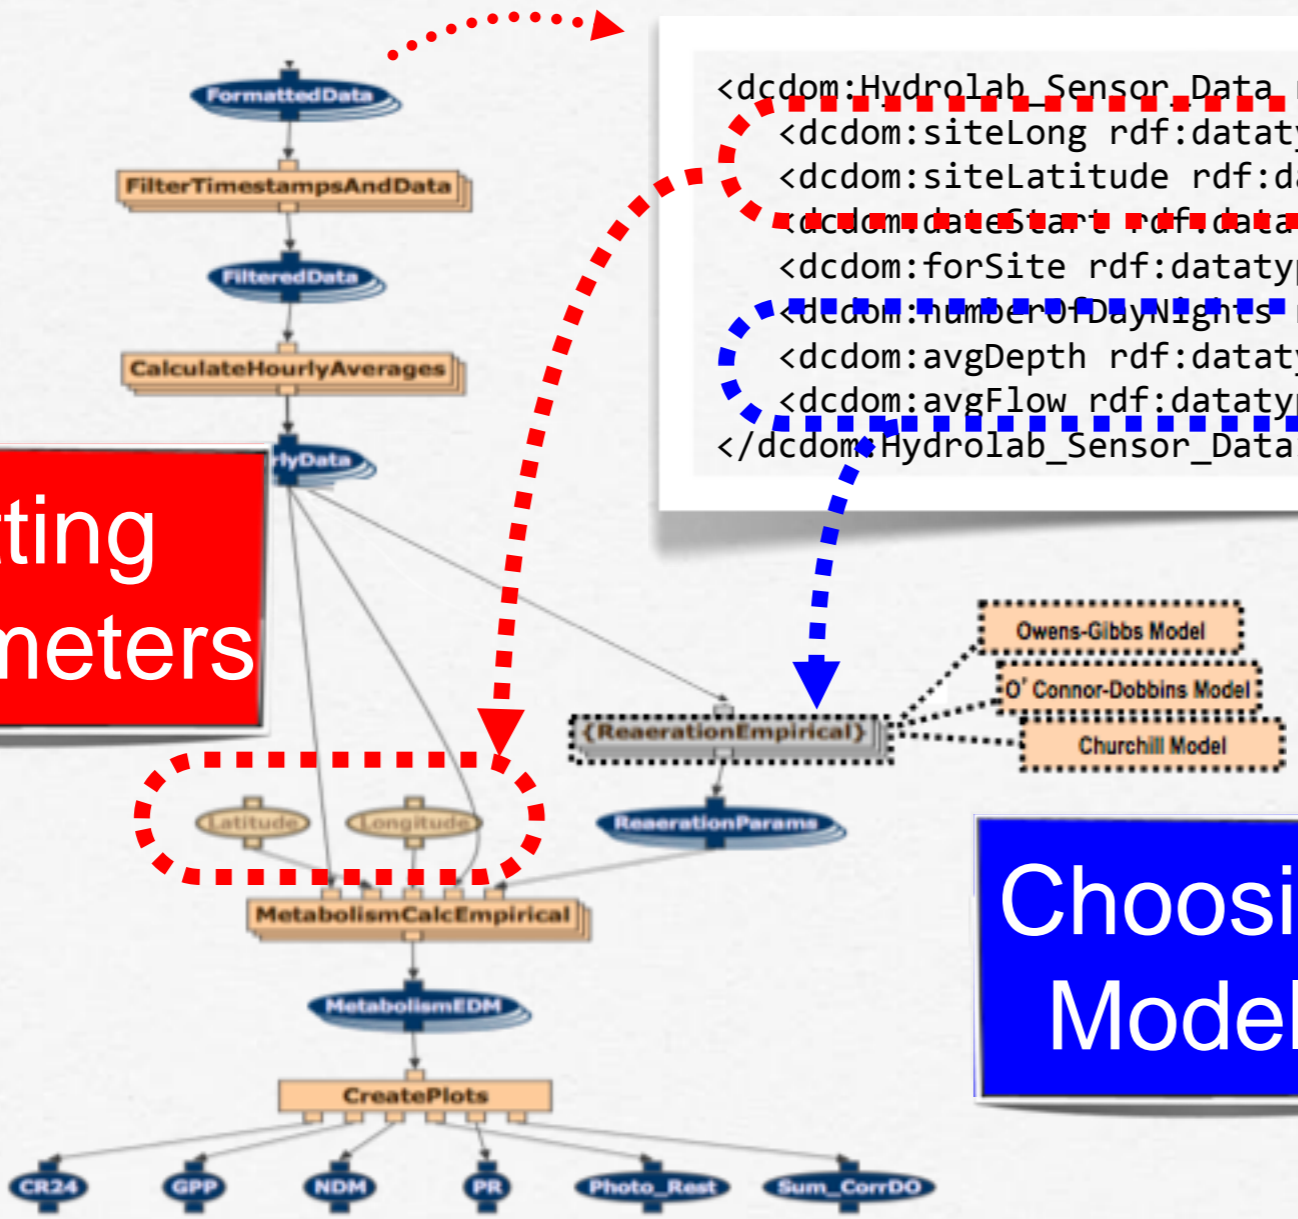 FormattedData
FilterTimestampsAndData
FilteredData
CalculateHourlyAverages
rlyData
<dcdom:Hydrolab_Sensor_Data
<dcdom:siteLong rdf:dataty
<dcdom:siteLatitude rdf:da
<dcdom:dateStart rdf:data
<dcdom:forSite rdf:datatyp
<dcdom:numberOfDayNights
<dcdom:avgDepth rdf:dataty
<dcdom:avgFlow rdf:datatyp
</dcdom:Hydrolab_Sensor_Data
tting
meters
Owens-Gibbs Model
O' Connor-Dobbins Model
Churchill Model
{ReaerationEmpirical}
Latitude
Longitude
ReaerationParams
MetabolismCalcEmpirical
MetabolismEDM
CreatePlots
CR24
GPP
NDM
PR
Photo_Rest
Sum_CorrDO
Choosi
Model